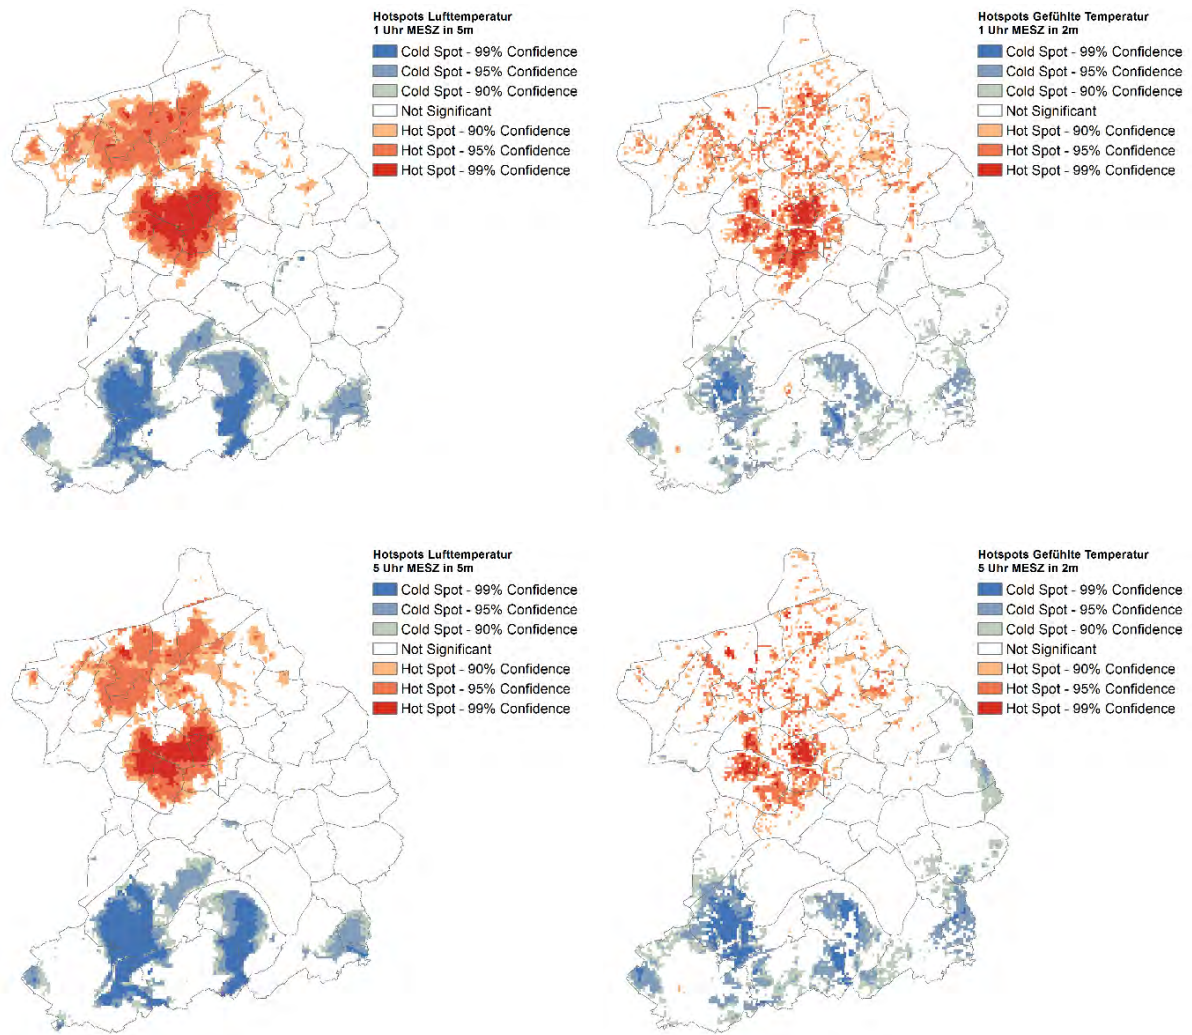 Hotspots Lufttemperatur
1 Uhr MESZ in 5m
Cold Spot - 99% Confidence
Cold Spot - 95% Confidence
Cold Spot - 90% Confidence
Not Significant
Hot Spot - 90% Confidence
Hot Spot - 95% Confidence
Hot Spot - 99% Confidence
Hotspots Gefühlte Temperatur
1 Uhr MESZ in 2m
Cold Spot - 99% Confidence
Cold Spot - 95% Confidence
Cold Spot - 90% Confidence
Not Significant
Hot Spot - 90% Confidence
Hot Spot - 95% Confidence
Hot Spot - 99% Confidence
Hotspots Lufttemperatur
5 Uhr MESZ in 5m
Cold Spot - 99% Confidence
Cold Spot - 95% Confidence
Cold Spot - 90% Confidence
Not Significant
Hot Spot - 90% Confidence
Hot Spot - 95% Confidence
Hot Spot - 99% Confidence
Hotspots Gefühlte Temperatur
5 Uhr MESZ in 2m
Cold Spot - 99% Confidence
Cold Spot - 95% Confidence
Cold Spot - 90% Confidence
Not Significant
Hot Spot - 90% Confidence
Hot Spot - 95% Confidence
Hot Spot - 99% Confidence